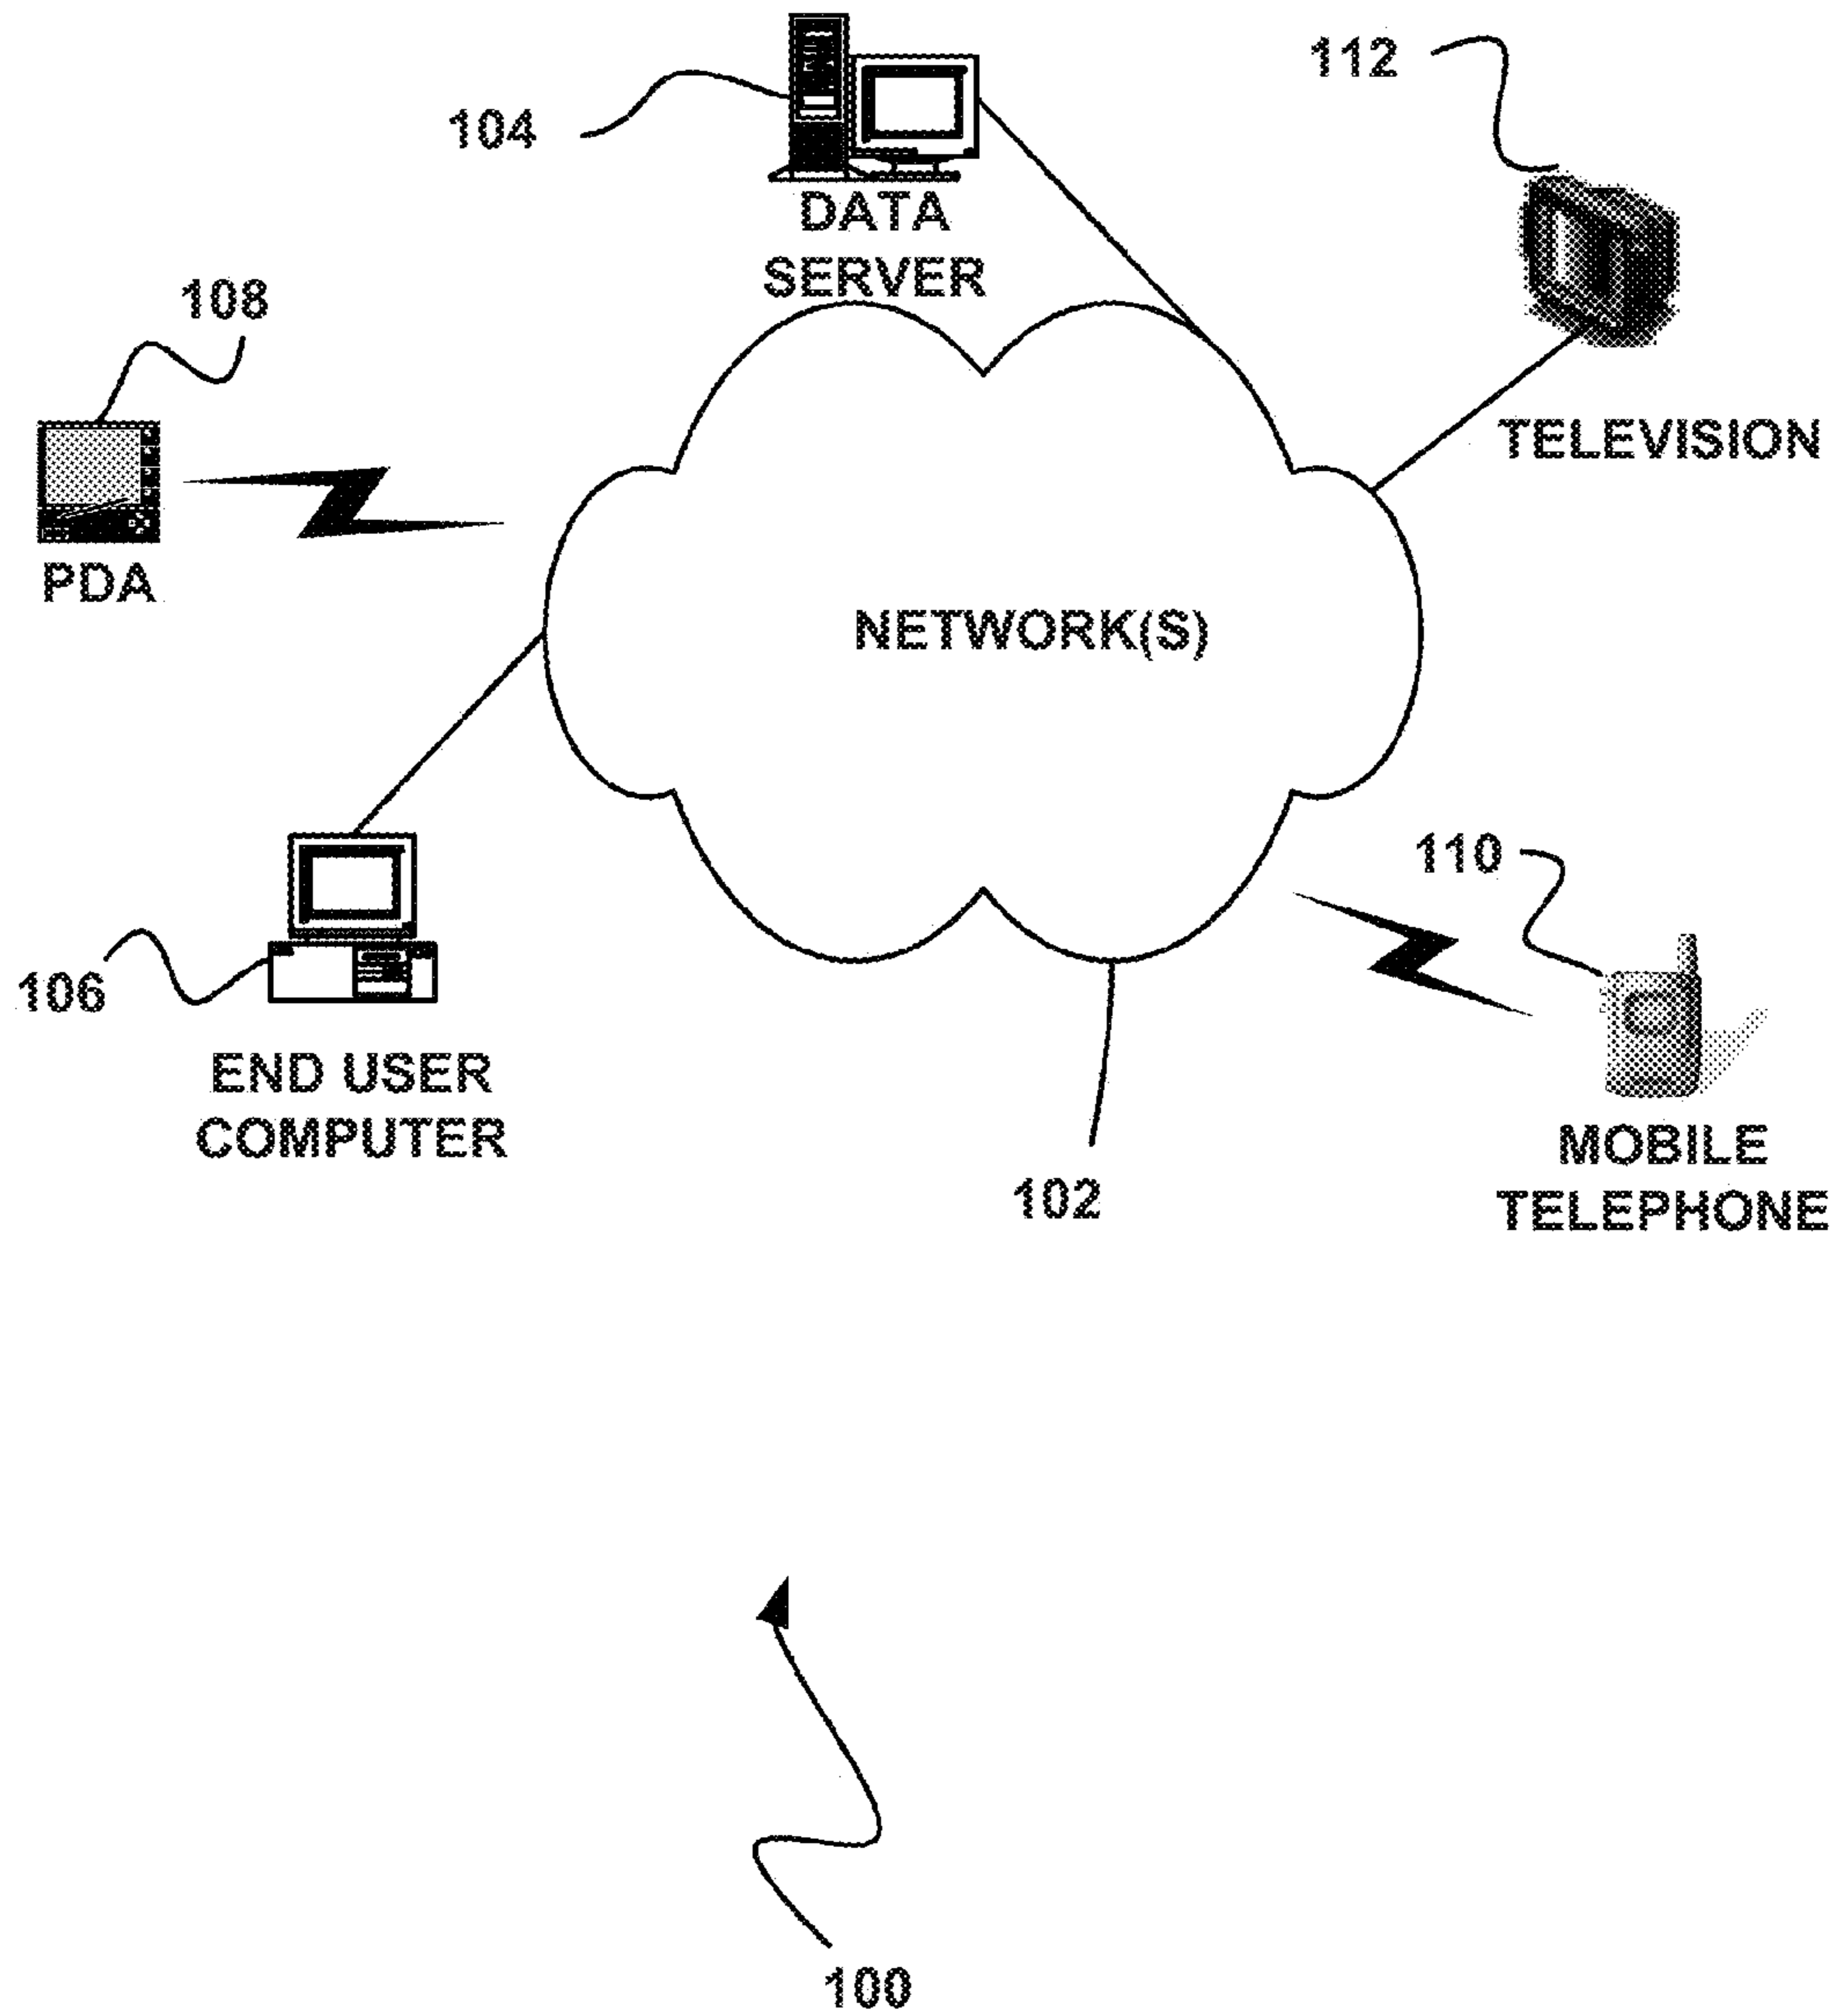 112
104
DATA
SERVER
108
TELEVISION
PDA
NETWORK(S)
110
106
END USER
COMPUTER
MOBILE
TELEPHONE
102
100